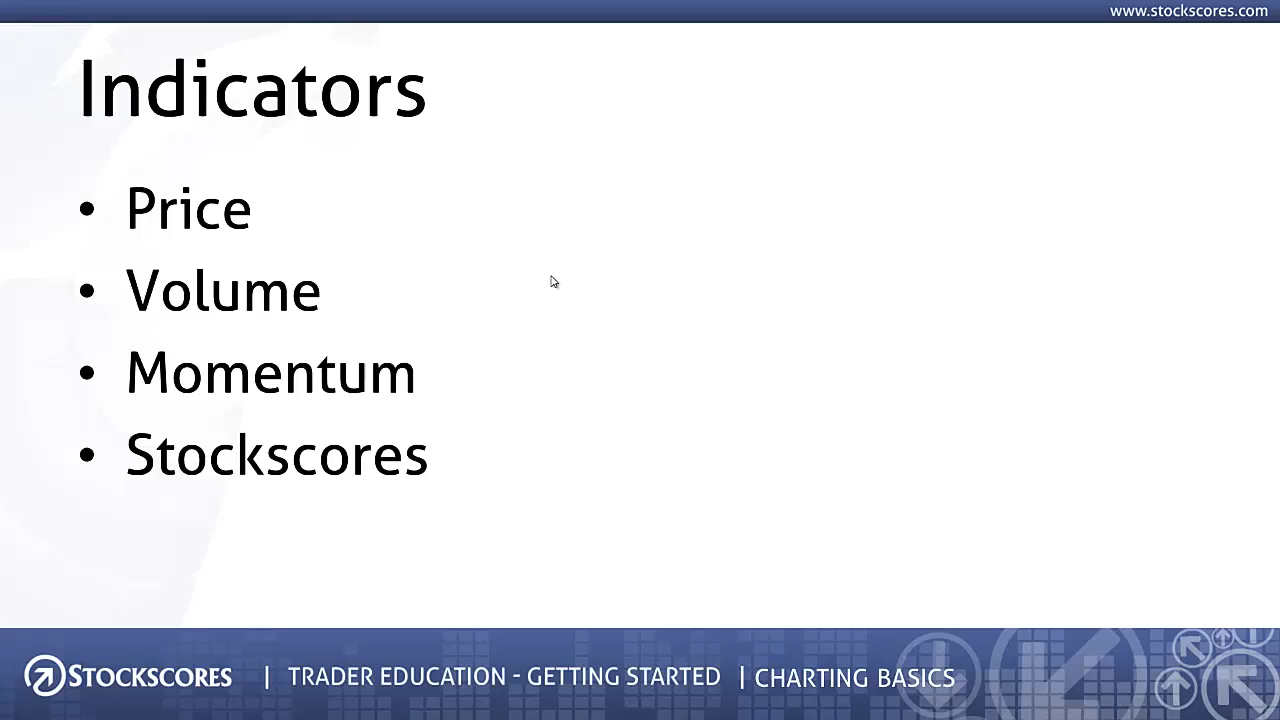 www.stockscores.com
Indicators
• Price
• Volume
• Momentum
• Stockscores
STOCKSCORES | TRADER EDUCATION - GETTING STARTED | CHARTING BASICS